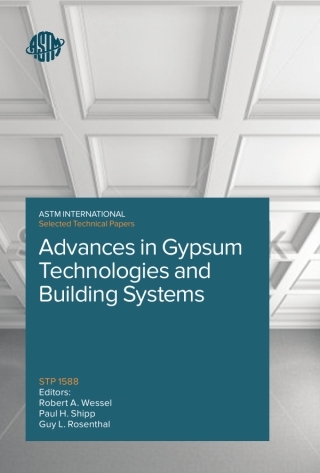 ASTM
ASTM INTERNATIONAL
Selected Technical Papers
Advances in Gypsum
Technologies and
Building Systems
STP 1588
Editors:
Robert A. Wessel
Paul H. Shipp
Guy L. Rosenthal